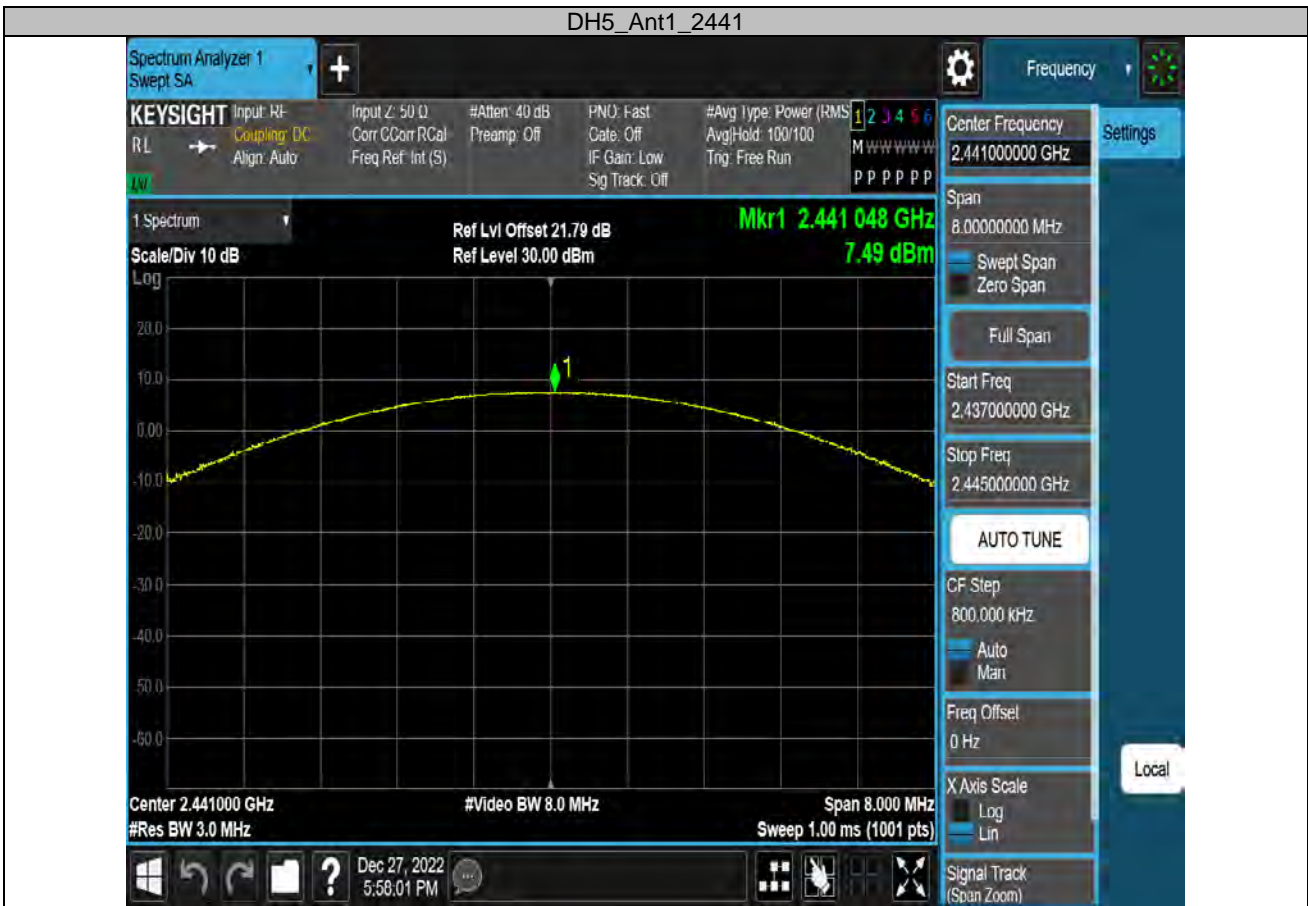 DH5_Ant1_2441
Spectrum Analyzer 1
Swept SA
+
Frequency
KEYSIGHT
RL
Input: RF
Coupling: DC
Align: Auto
Input Z: 50 Ω
Corr CCorr RCal
Freq Ref: Int (S)
#Atten: 40 dB
Preamp: Off
PNO: Fast
Gate: Off
IF Gain: Low
Sig Track: Off
#Avg Type: Power (RMS
Avg|Hold: 100/100
Trig: Free Run
1 2 3 4 5 6
M W W W W W
P P P P P P
Center Frequency
2.441000000 GHz
Settings
Span
8.00000000 MHz
Swept Span
Zero Span
Full Span
Start Freq
2.437000000 GHz
Stop Freq
2.445000000 GHz
AUTO TUNE
CF Step
800.000 kHz
Auto
Man
Freq Offset
0 Hz
X Axis Scale
Log
Lin
Signal Track
(Span Zoom)
Local
1 Spectrum
Scale/Div 10 dB
Ref Lvl Offset 21.79 dB
Ref Level 30.00 dBm
Mkr1 2.441 048 GHz
7.49 dBm
Log
20.0
10.0
0.00
-10.0
-20.0
-30.0
-40.0
-50.0
-60.0
1
Center 2.441000 GHz
#Res BW 3.0 MHz
#Video BW 8.0 MHz
Span 8.000 MHz
Sweep 1.00 ms (1001 pts)
?
Dec 27, 2022
5:58:01 PM